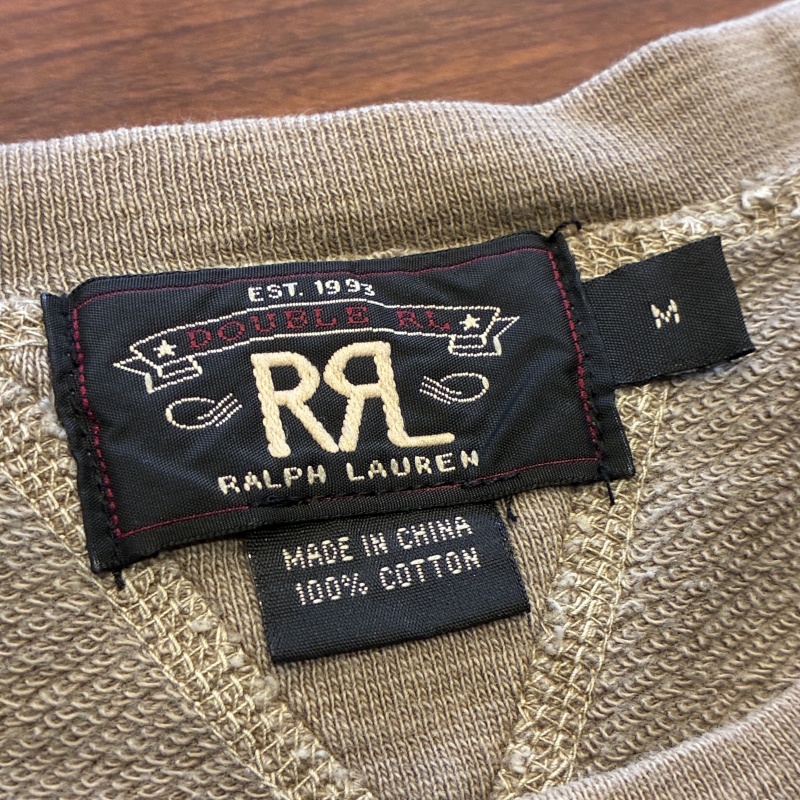 EST. 1993
DOUBLE RL
RRL
RALPH LAUREN
M
MADE IN CHINA
100% COTTON